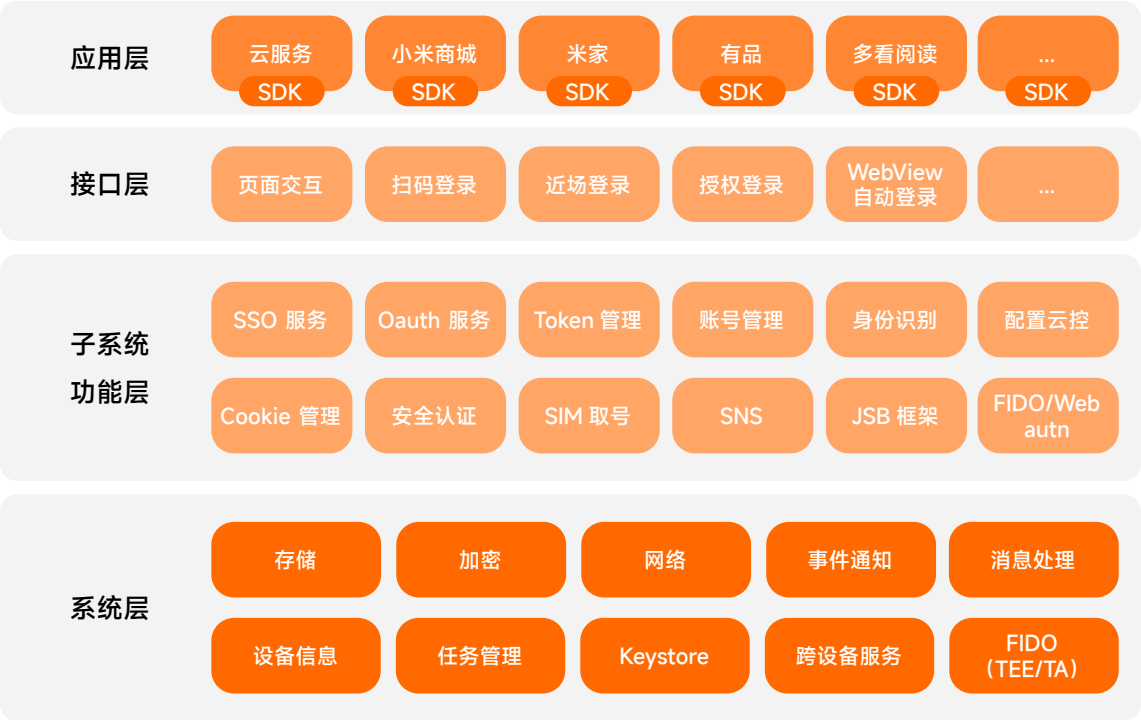 应用层
云服务
小米商城
米家
有品
多看阅读
...
SDK
SDK
SDK
SDK
SDK
SDK
接口层
页面交互
扫码登录
近场登录
授权登录
WebView
自动登录
...
子系统
功能层
SSO 服务
Oauth 服务
Token 管理
账号管理
身份识别
配置云控
Cookie 管理
安全认证
SIM 取号
SNS
JSB 框架
FIDO/Web
autn
系统层
存储
加密
网络
事件通知
消息处理
设备信息
任务管理
Keystore
跨设备服务
FIDO
（TEE/TA）